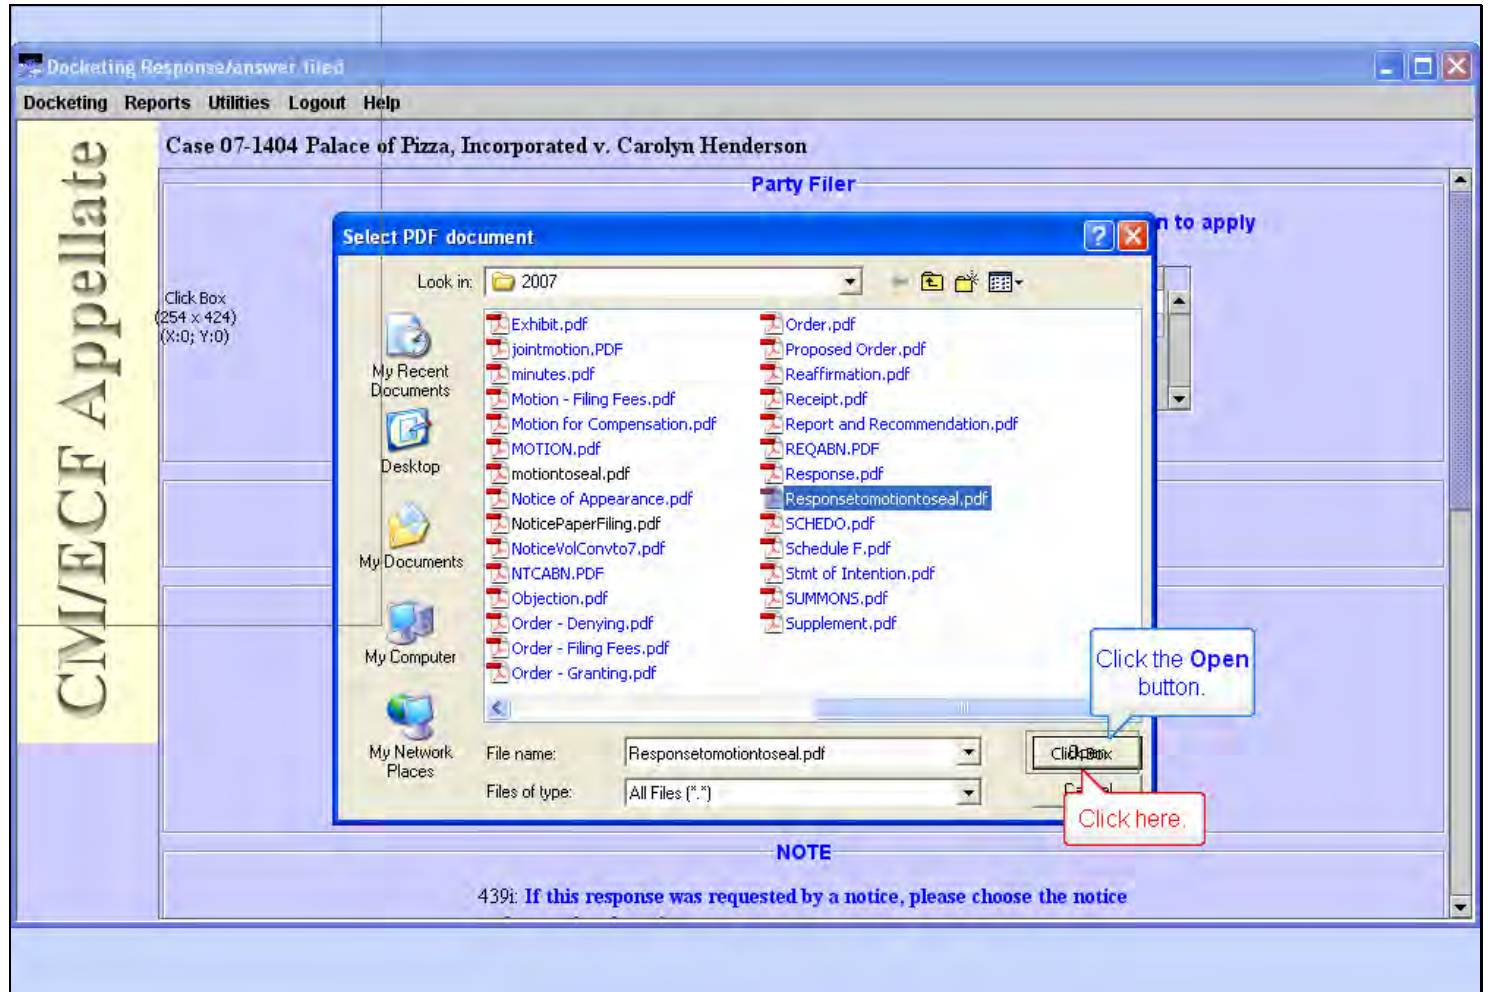 Docketing Response/answer filed
Docketing Reports Utilities Logout Help
CM/ECF Appellate
Case 07-1404 Palace of Pizza, Incorporated v. Carolyn Henderson
Party Filer
n to apply
Click Box
(254 x 424)
(X:0; Y:0)
Select PDF document
Look in: 2007
My Recent
Documents
Desktop
My Documents
My Computer
My Network
Places
Exhibit.pdf
jointmotion.PDF
minutes.pdf
Motion - Filing Fees.pdf
Motion for Compensation.pdf
MOTION.pdf
motiontoseal.pdf
Notice of Appearance.pdf
NoticePaperFiling.pdf
NoticeVolConvto7.pdf
NTCABN.PDF
Objection.pdf
Order - Denying.pdf
Order - Filing Fees.pdf
Order - Granting.pdf
Order.pdf
Proposed Order.pdf
Reaffirmation.pdf
Receipt.pdf
Report and Recommendation.pdf
REQABN.PDF
Response.pdf
Responsetomotiontoseal.pdf
SCHEDO.pdf
Schedule F.pdf
Stmt of Intention.pdf
SUMMONS.pdf
Supplement.pdf
Click the Open
button.
File name: Responsetomotiontoseal.pdf
Click Box
Open
Files of type: All Files (*.*)
Click here.
NOTE
439i: If this response was requested by a notice, please choose the notice